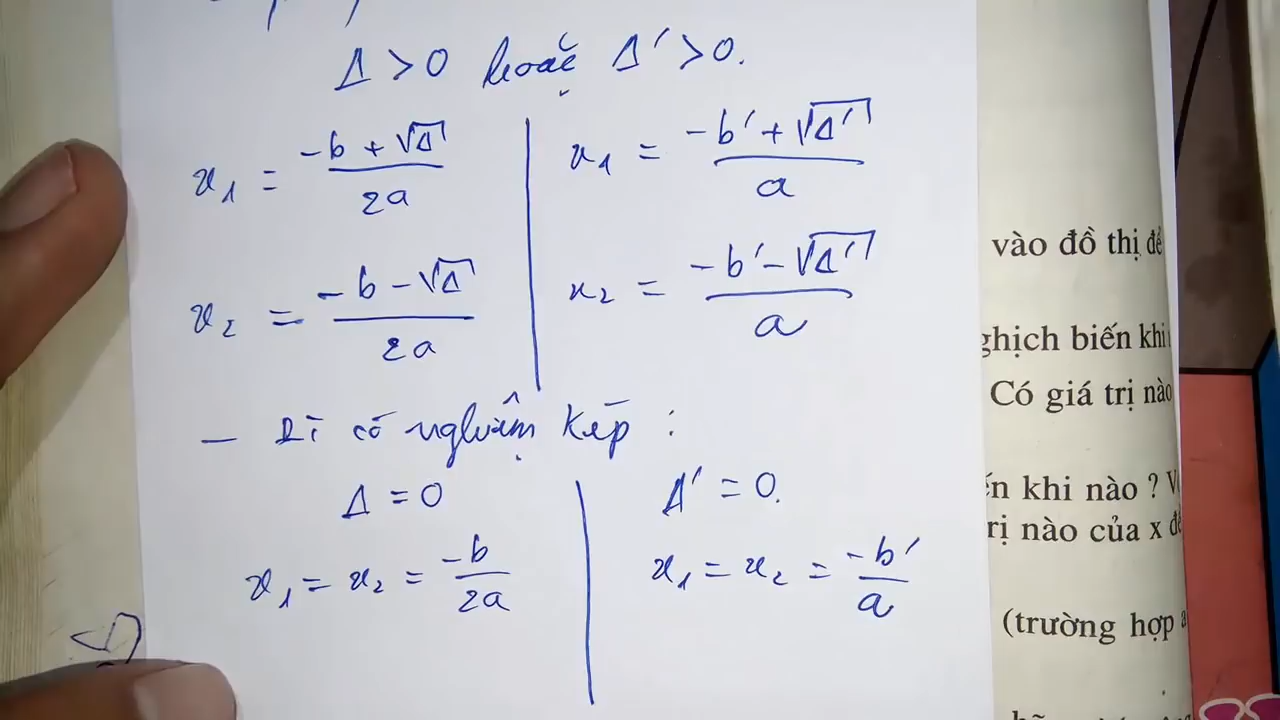 Δ > 0 hoặc Δ' > 0.
x₁ = (-b + √Δ) / 2a
x₁ = (-b' + √Δ') / a
x₂ = (-b - √Δ) / 2a
x₂ = (-b' - √Δ') / a
có nghiệm kép :
Δ = 0
Δ' = 0.
x₁ = x₂ = -b / 2a
x₁ = x₂ = -b' / a
vào đồ thị để
ghịch biến khi
Có giá trị nào
ến khi nào ? V
rị nào của x để
(trường hợp a